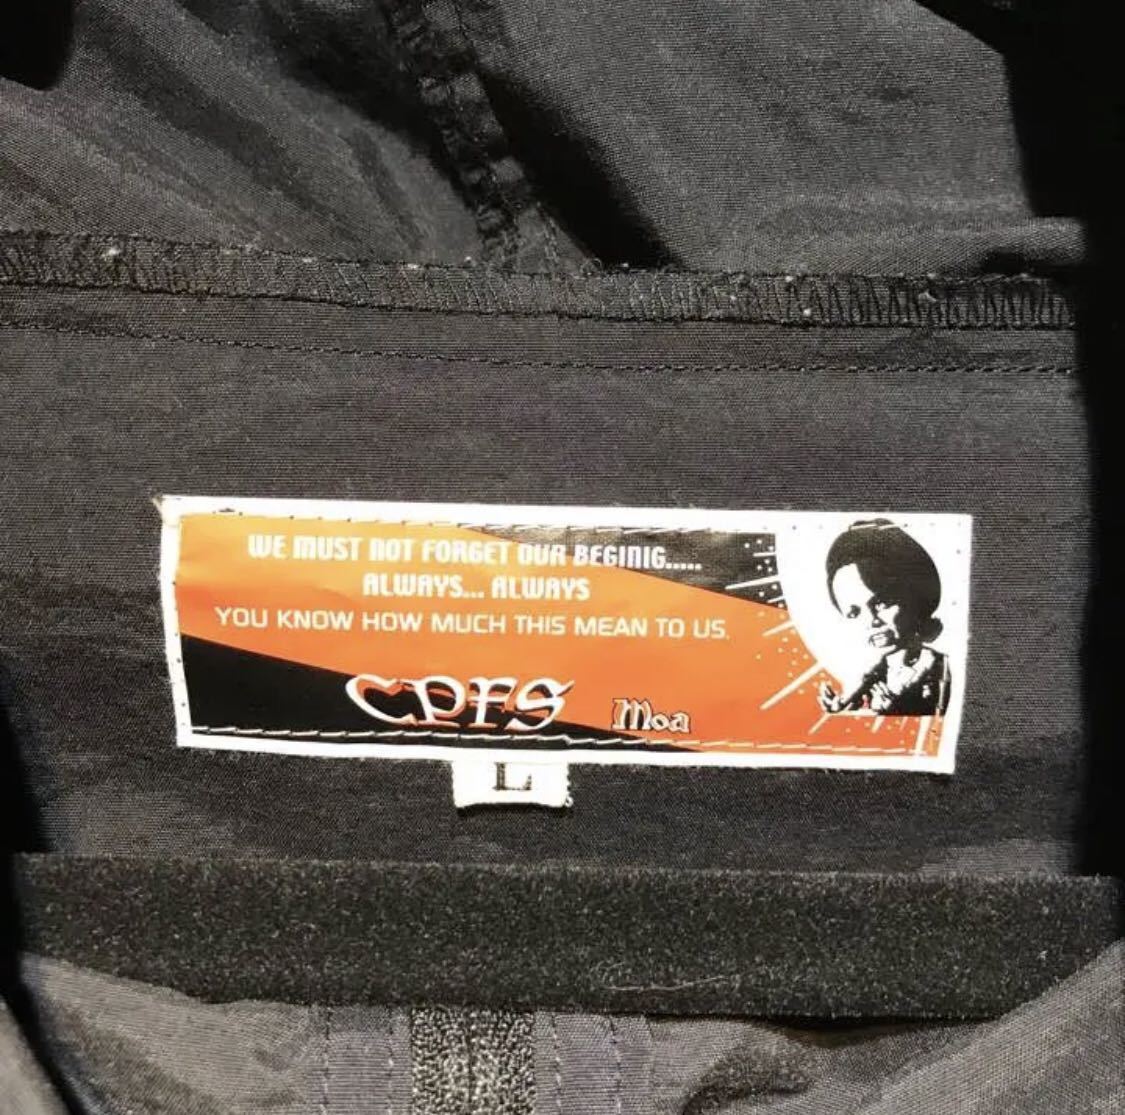 WE MUST NOT FORGET OUR BEGINIG.....
ALWAYS... ALWAYS
YOU KNOW HOW MUCH THIS MEAN TO US.
CPFS Moa
L